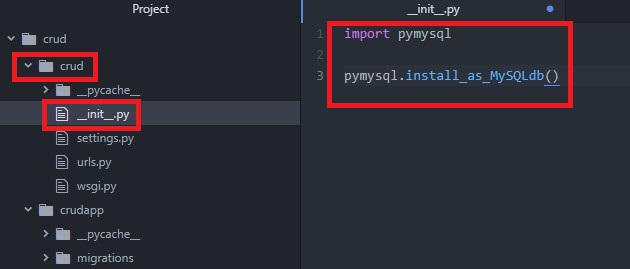 Project
crud
crud
__pycache__
__init__.py
settings.py
urls.py
wsgi.py
crudapp
__pycache__
migrations
__init__.py
1 import pymysql
2
3 pymysql.install_as_MySQLdb()